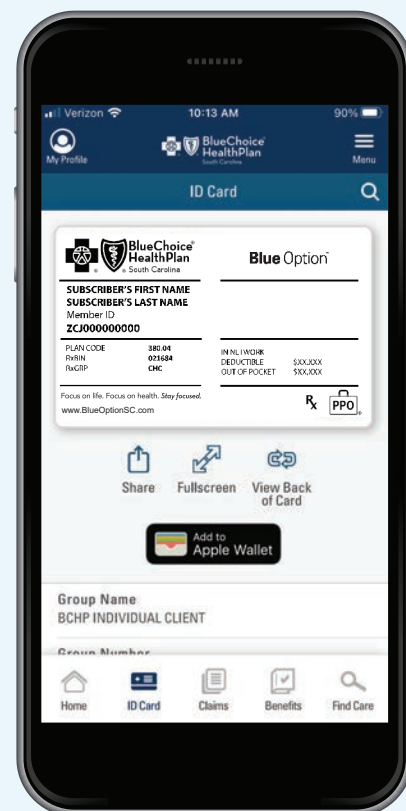 Verizon 10:13 AM 90%
My Profile
BlueChoice®
HealthPlan
South Carolina
Menu
ID Card
BlueChoice®
HealthPlan
South Carolina
Blue Option℠
SUBSCRIBER'S FIRST NAME
SUBSCRIBER'S LAST NAME
Member ID
ZCJ000000000
PLAN CODE 380.04
RxBIN 021684
RxGRP CHC
IN NETWORK
DEDUCTIBLE $XX,XXX
OUT OF POCKET $XX,XXX
Focus on life. Focus on health. Stay focused.
www.BlueOptionSC.com
Rx PPO®
Share Fullscreen View Back
of Card
Add to
Apple Wallet
Group Name
BCHP INDIVIDUAL CLIENT
Group Number
Home ID Card Claims Benefits Find Care